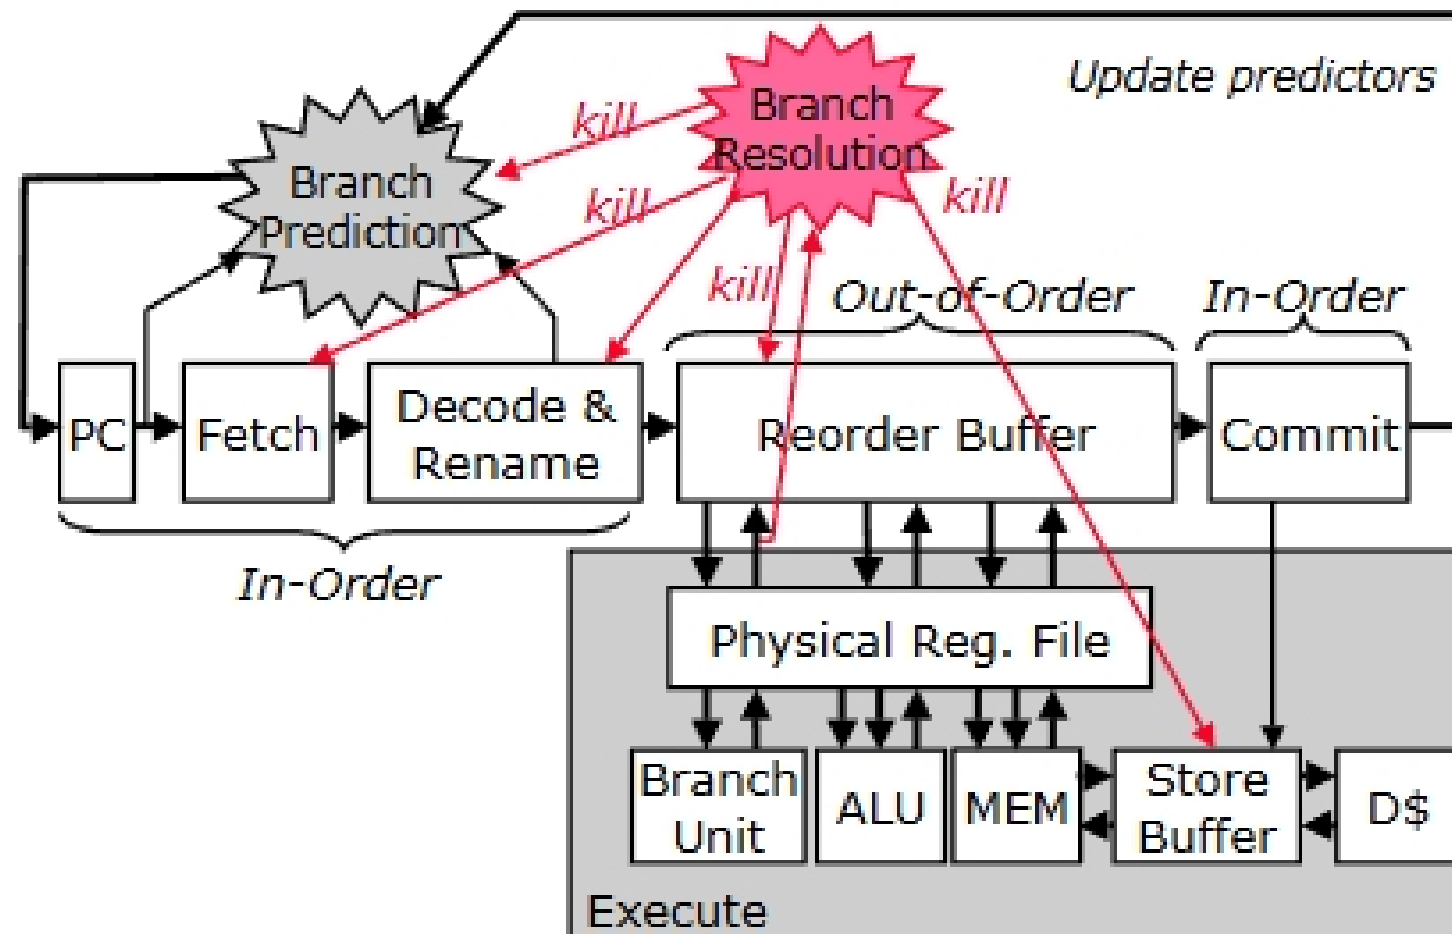 Update predictors
Branch
Resolution
kill
Branch
Prediction
kill
kill
kill
Out-of-Order
In-Order
PC
Fetch
Decode &
Rename
Reorder Buffer
Commit
In-Order
Physical Reg. File
Branch
Unit
ALU
MEM
Store
Buffer
D$
Execute